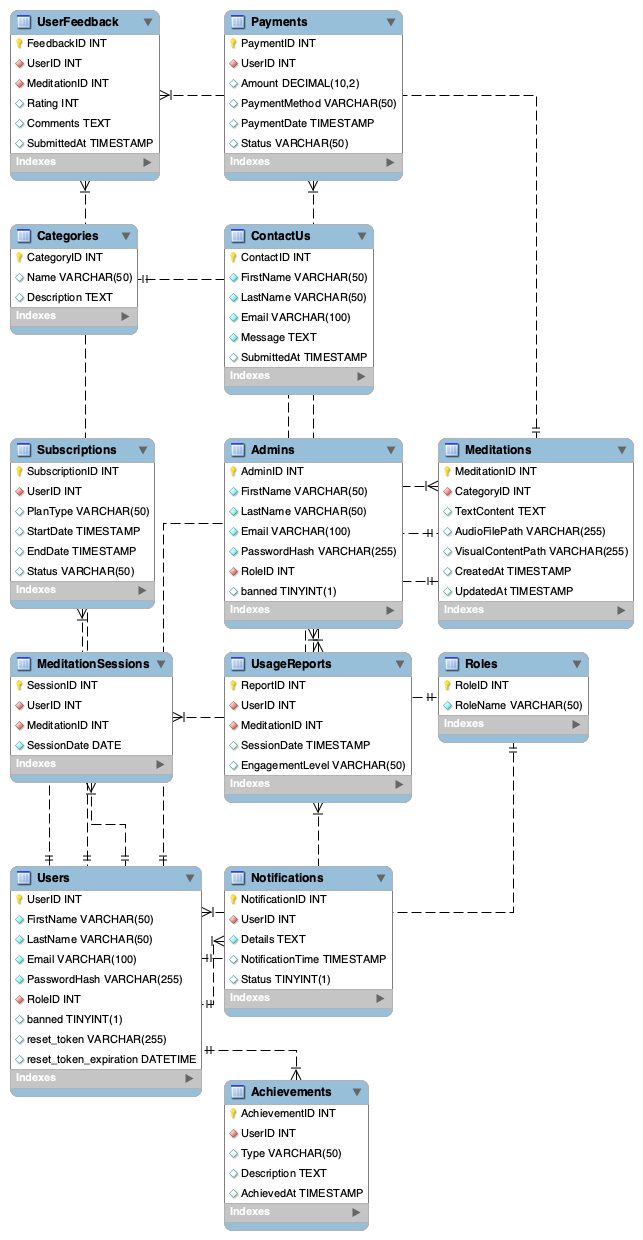 UserFeedback
FeedbackID INT
UserID INT
MeditationID INT
Rating INT
Comments TEXT
SubmittedAt TIMESTAMP
Indexes
Payments
PaymentID INT
UserID INT
Amount DECIMAL(10,2)
PaymentMethod VARCHAR(50)
PaymentDate TIMESTAMP
Status VARCHAR(50)
Indexes
Categories
CategoryID INT
Name VARCHAR(50)
Description TEXT
Indexes
ContactUs
ContactID INT
FirstName VARCHAR(50)
LastName VARCHAR(50)
Email VARCHAR(100)
Message TEXT
SubmittedAt TIMESTAMP
Indexes
Subscriptions
SubscriptionID INT
UserID INT
PlanType VARCHAR(50)
StartDate TIMESTAMP
EndDate TIMESTAMP
Status VARCHAR(50)
Indexes
Admins
AdminID INT
FirstName VARCHAR(50)
LastName VARCHAR(50)
Email VARCHAR(100)
PasswordHash VARCHAR(255)
RoleID INT
banned TINYINT(1)
Indexes
Meditations
MeditationID INT
CategoryID INT
TextContent TEXT
AudioFilePath VARCHAR(255)
VisualContentPath VARCHAR(255)
CreatedAt TIMESTAMP
UpdatedAt TIMESTAMP
Indexes
MeditationSessions
SessionID INT
UserID INT
MeditationID INT
SessionDate DATE
Indexes
UsageReports
ReportID INT
UserID INT
MeditationID INT
SessionDate TIMESTAMP
EngagementLevel VARCHAR(50)
Indexes
Roles
RoleID INT
RoleName VARCHAR(50)
Indexes
Users
UserID INT
FirstName VARCHAR(50)
LastName VARCHAR(50)
Email VARCHAR(100)
PasswordHash VARCHAR(255)
RoleID INT
banned TINYINT(1)
reset_token VARCHAR(255)
reset_token_expiration DATETIME
Indexes
Notifications
NotificationID INT
UserID INT
Details TEXT
NotificationTime TIMESTAMP
Status TINYINT(1)
Indexes
Achievements
AchievementID INT
UserID INT
Type VARCHAR(50)
Description TEXT
AchievedAt TIMESTAMP
Indexes